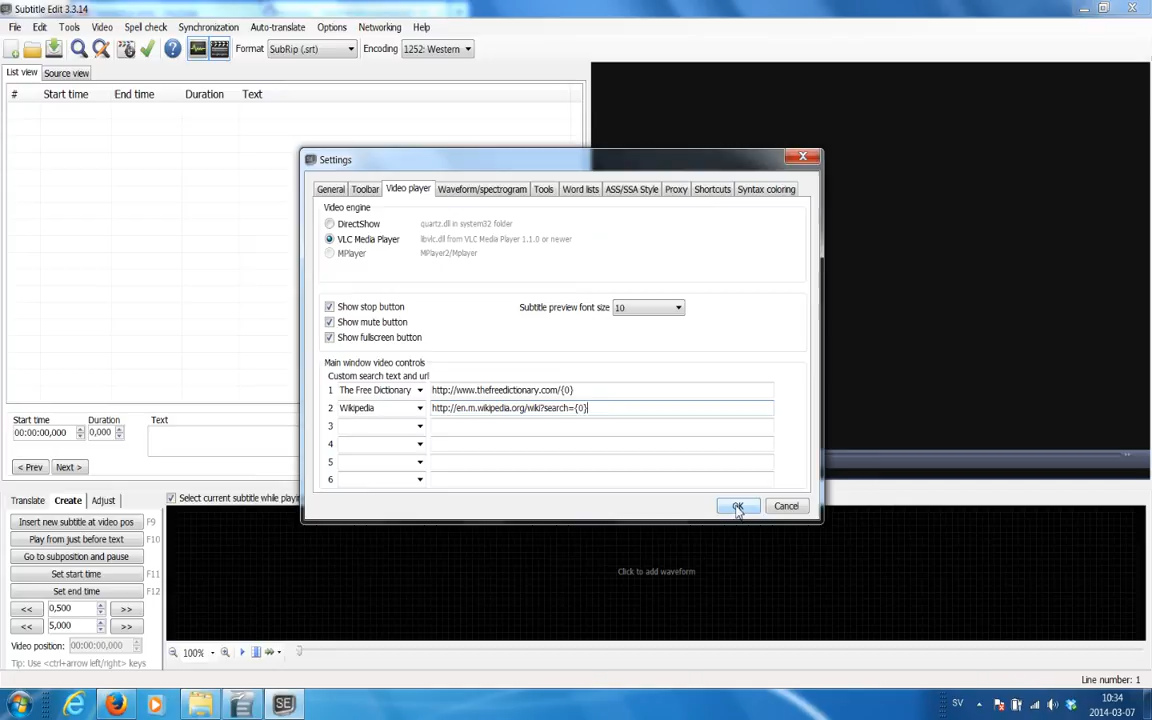 Subtitle Edit 3.3.14
File Edit Tools Video Spell check Synchronization Auto-translate Options Networking Help
Format SubRip (.srt) Encoding 1252: Western
List view Source view
# Start time End time Duration Text
Settings
General Toolbar Video player Waveform/spectrogram Tools Word lists ASS/SSA Style Proxy Shortcuts Syntax coloring
Video engine
DirectShow quartz.dll in system32 folder
VLC Media Player libvlc.dll from VLC Media Player 1.1.0 or newer
MPlayer MPlayer2/Mplayer
Show stop button Subtitle preview font size 10
Show mute button
Show fullscreen button
Main window video controls
Custom search text and url
1 The Free Dictionary http://www.thefreedictionary.com/{0}
2 Wikipedia http://en.m.wikipedia.org/wiki?search={0}
3
4
5
6
OK Cancel
Start time Duration Text
00:00:00,000 0,000
< Prev Next >
Translate Create Adjust Select current subtitle while playing
Insert new subtitle at video pos F9
Play from just before text F10
Go to subposition and pause
Set start time F11
Set end time F12
<< 0,500 >>
<< 5,000 >>
Video position: 00:00:00,000
Tip: Use <ctrl+arrow left/right> keys
Click to add waveform
100%
Line number: 1
SE SV 10:34
2014-03-07